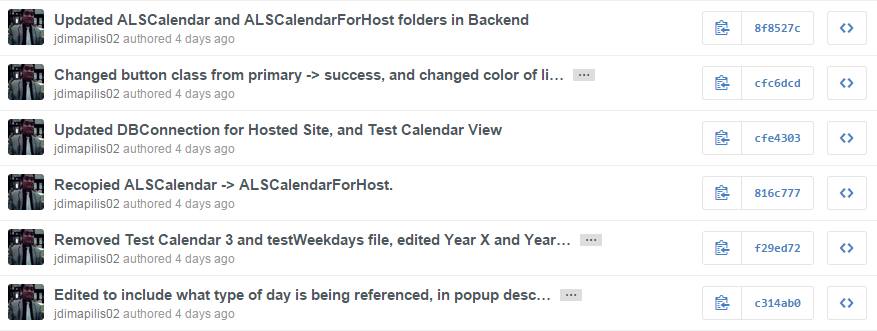 Updated ALSCalendar and ALSCalendarForHost folders in Backend
jdimapilis02 authored 4 days ago
8f8527c
Changed button class from primary -> success, and changed color of li…
jdimapilis02 authored 4 days ago
cfc6dcd
Updated DBConnection for Hosted Site, and Test Calendar View
jdimapilis02 authored 4 days ago
cfe4303
Recopied ALSCalendar -> ALSCalendarForHost.
jdimapilis02 authored 4 days ago
816c777
Removed Test Calendar 3 and testWeekdays file, edited Year X and Year…
jdimapilis02 authored 4 days ago
f29ed72
Edited to include what type of day is being referenced, in popup desc…
jdimapilis02 authored 4 days ago
c314ab0